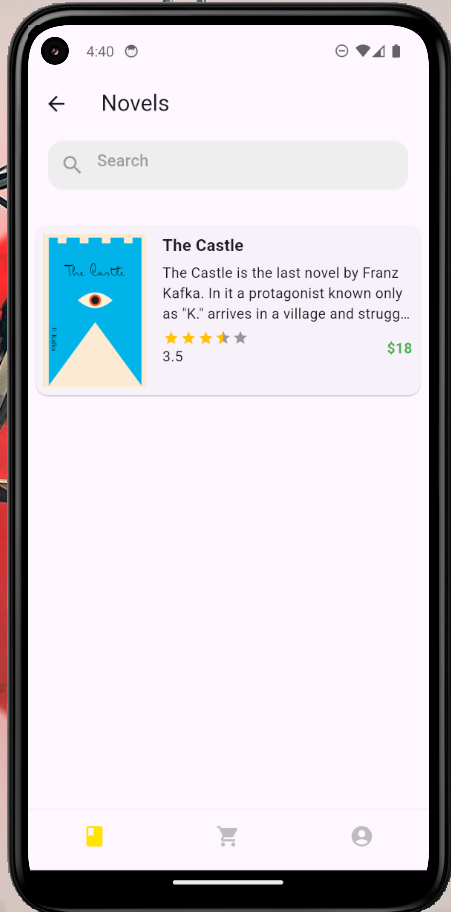 4:40
Novels
Search
The Castle
F. Kafka
The Castle
The Castle is the last novel by Franz
Kafka. In it a protagonist known only
as "K." arrives in a village and strugg…
3.5
$18